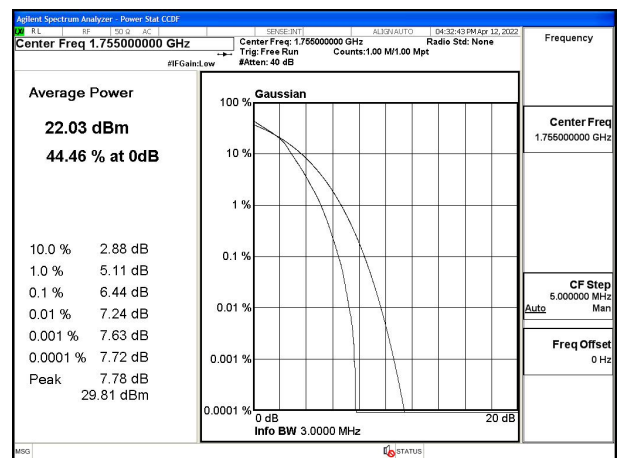 Agilent Spectrum Analyzer - Power Stat CCDF
RL RF 50 Ω AC SENSE:INT ALIGN AUTO 04:32:43 PM Apr 12, 2022
Center Freq 1.755000000 GHz
Center Freq: 1.755000000 GHz Radio Std: None
Trig: Free Run Counts:1.00 M/1.00 Mpt
#IFGain:Low #Atten: 40 dB
Frequency
Average Power
22.03 dBm
44.46 % at 0dB
10.0 % 2.88 dB
1.0 % 5.11 dB
0.1 % 6.44 dB
0.01 % 7.24 dB
0.001 % 7.63 dB
0.0001 % 7.72 dB
Peak 7.78 dB
29.81 dBm
Gaussian
100 %
10 %
1 %
0.1 %
0.01 %
0.001 %
0.0001 %
0 dB 20 dB
Info BW 3.0000 MHz
Center Freq
1.755000000 GHz
CF Step
5.000000 MHz
Auto Man
Freq Offset
0 Hz
MSG STATUS